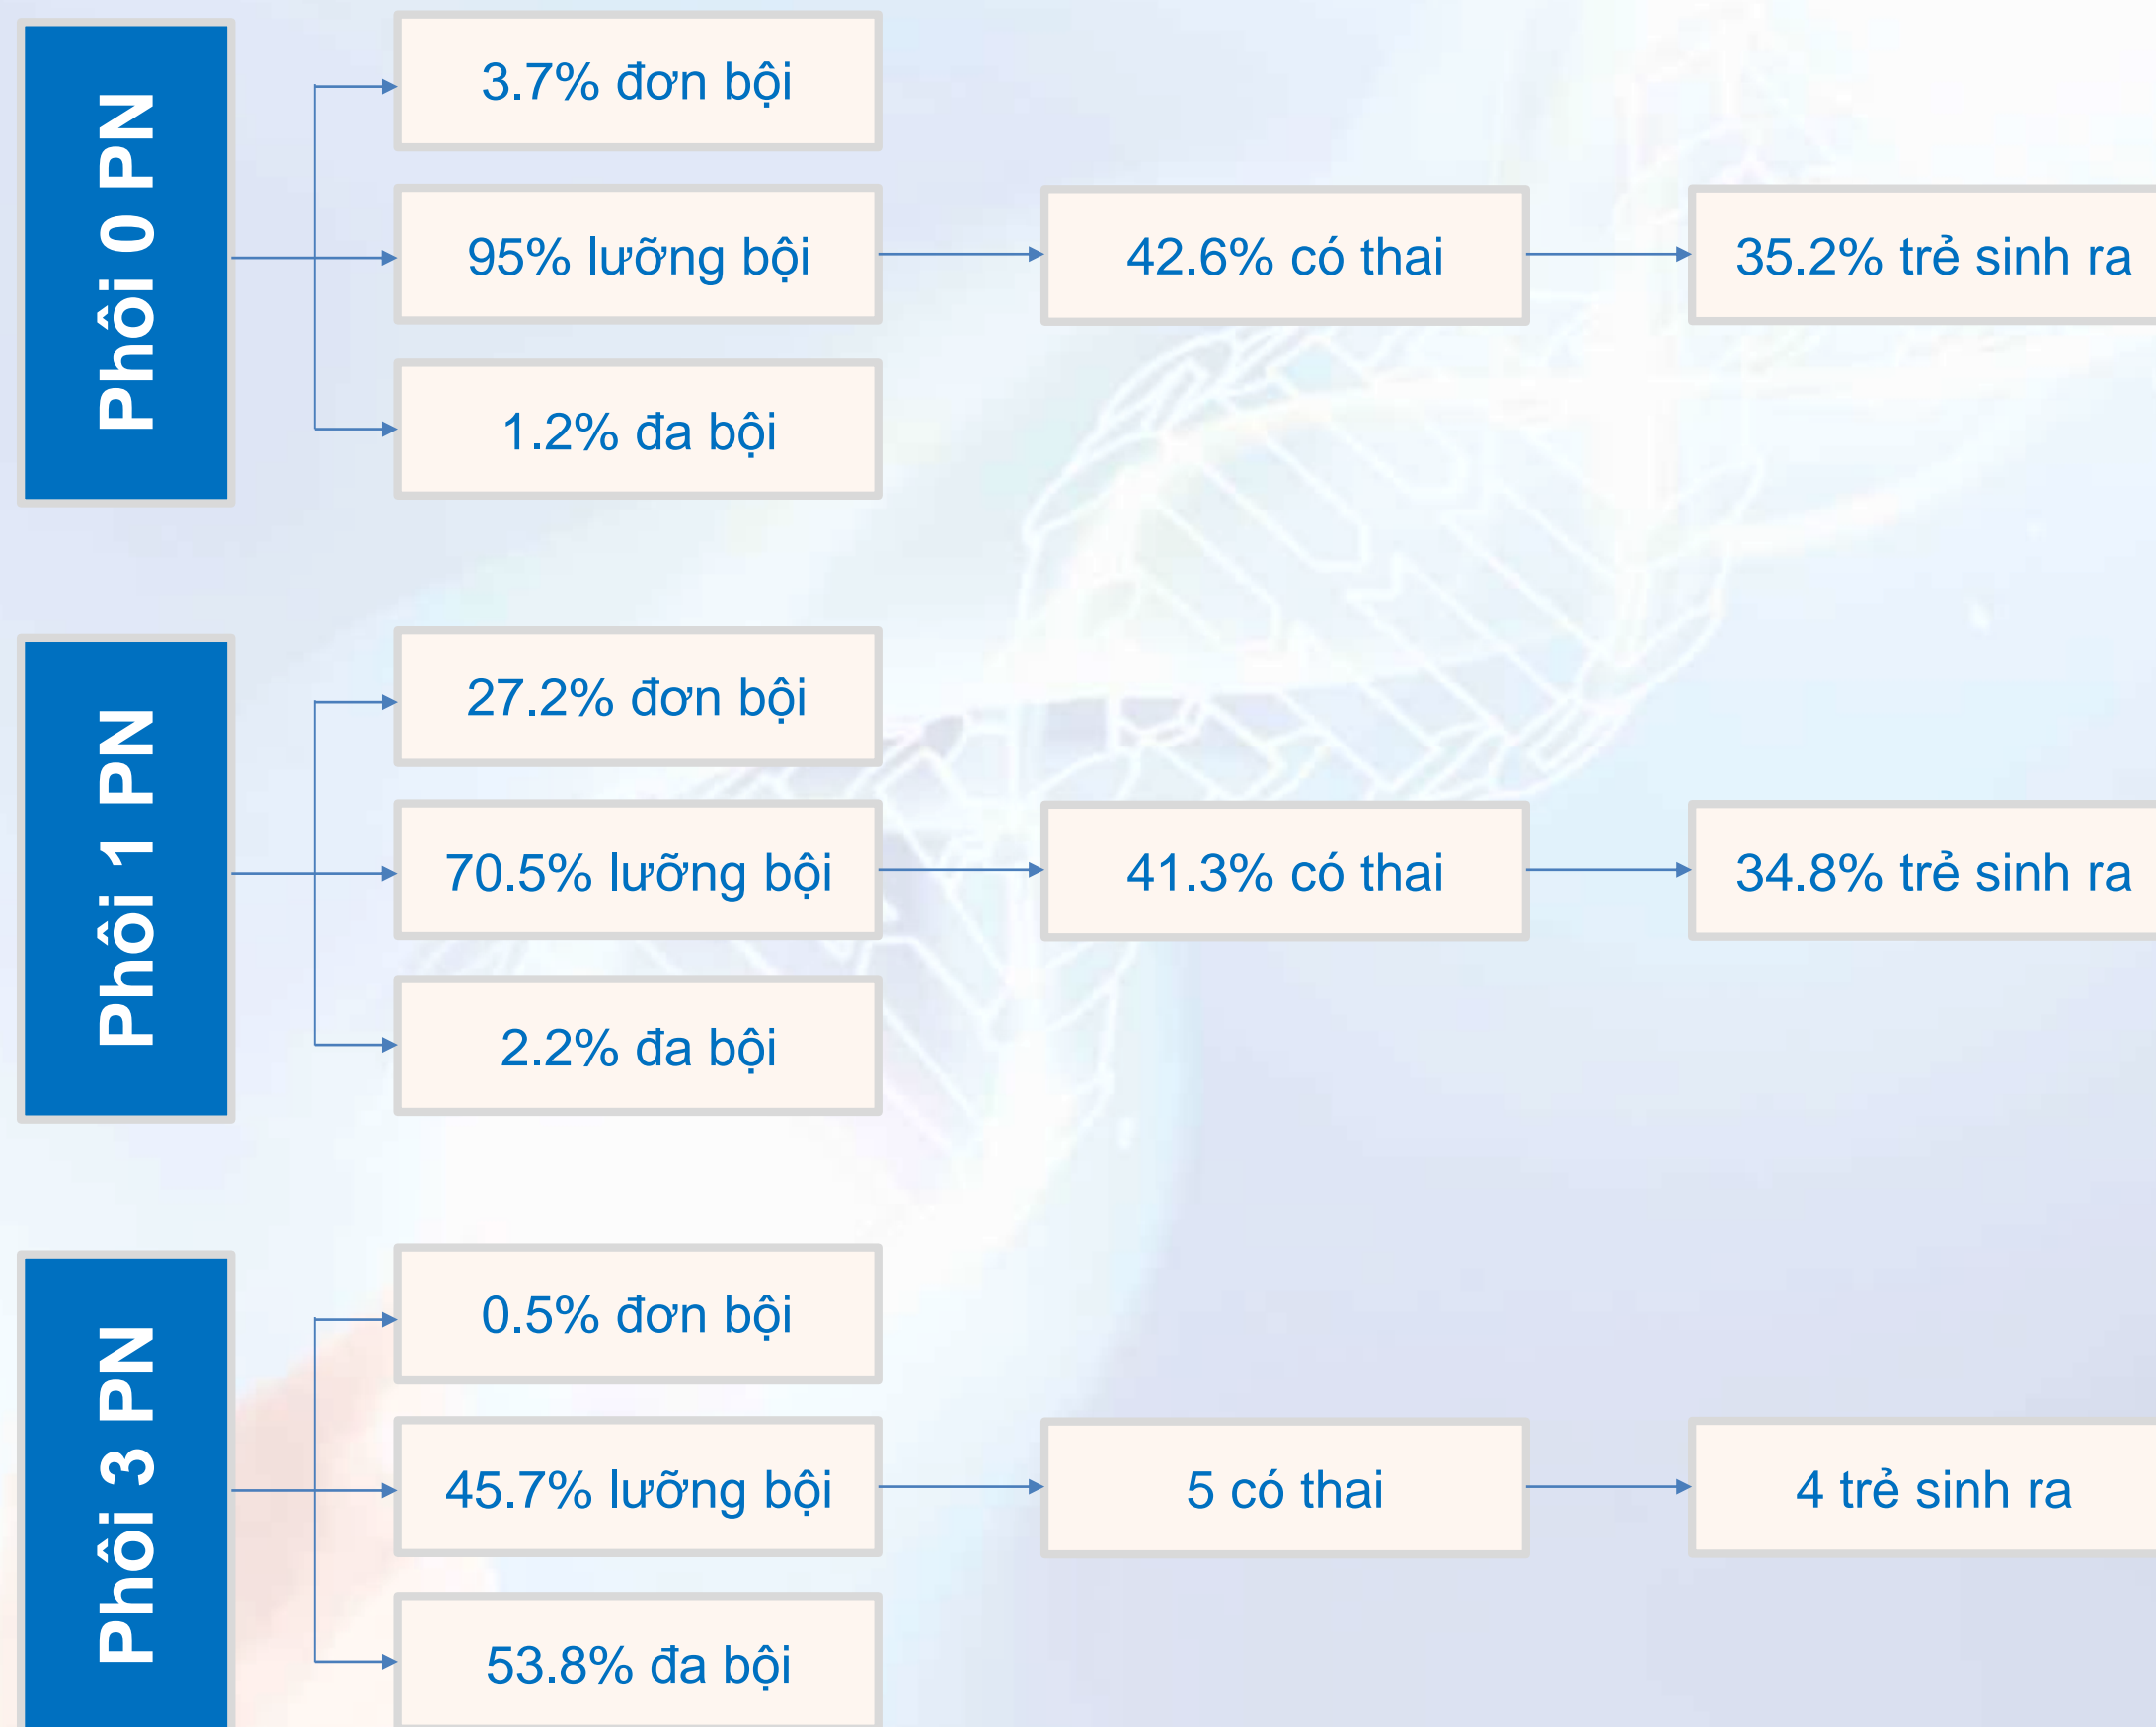 Phôi 0 PN
3.7% đơn bội
95% lưỡng bội
42.6% có thai
35.2% trẻ sinh ra
1.2% đa bội
Phôi 1 PN
27.2% đơn bội
70.5% lưỡng bội
41.3% có thai
34.8% trẻ sinh ra
2.2% đa bội
Phôi 3 PN
0.5% đơn bội
45.7% lưỡng bội
5 có thai
4 trẻ sinh ra
53.8% đa bội